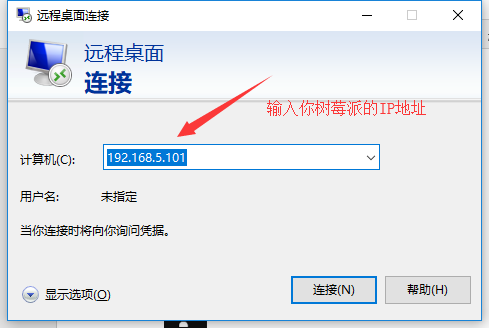 远程桌面连接
远程桌面
连接
输入你树莓派的IP地址
计算机(C):
192.168.5.101
用户名:
未指定
当你连接时将向你询问凭据。
显示选项(O)
连接(N)
帮助(H)